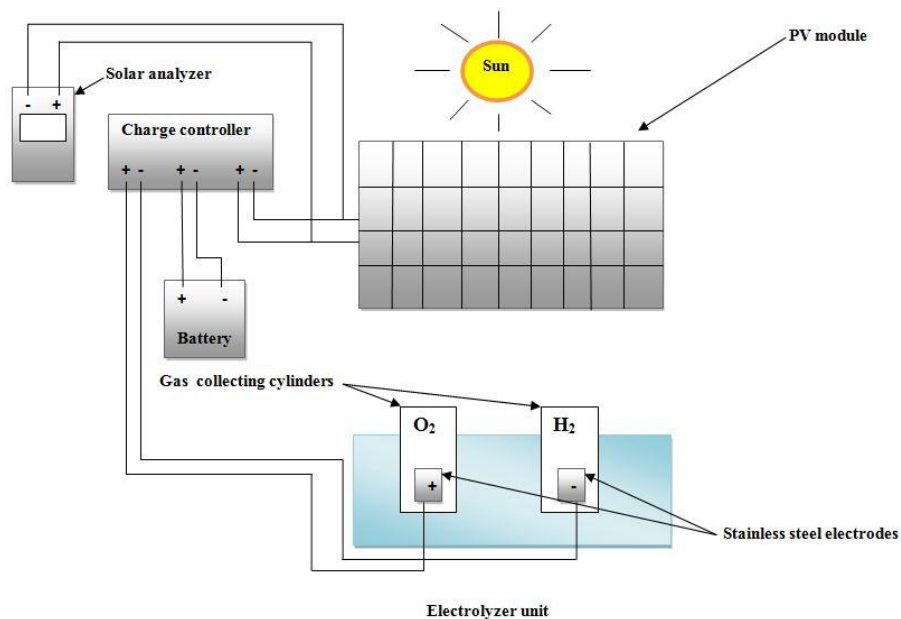 PV module
Sun
Solar analyzer
- +
Charge controller
+ - + - + -
+ -
Battery
Gas collecting cylinders
O₂ H₂
+ -
Stainless steel electrodes
Electrolyzer unit